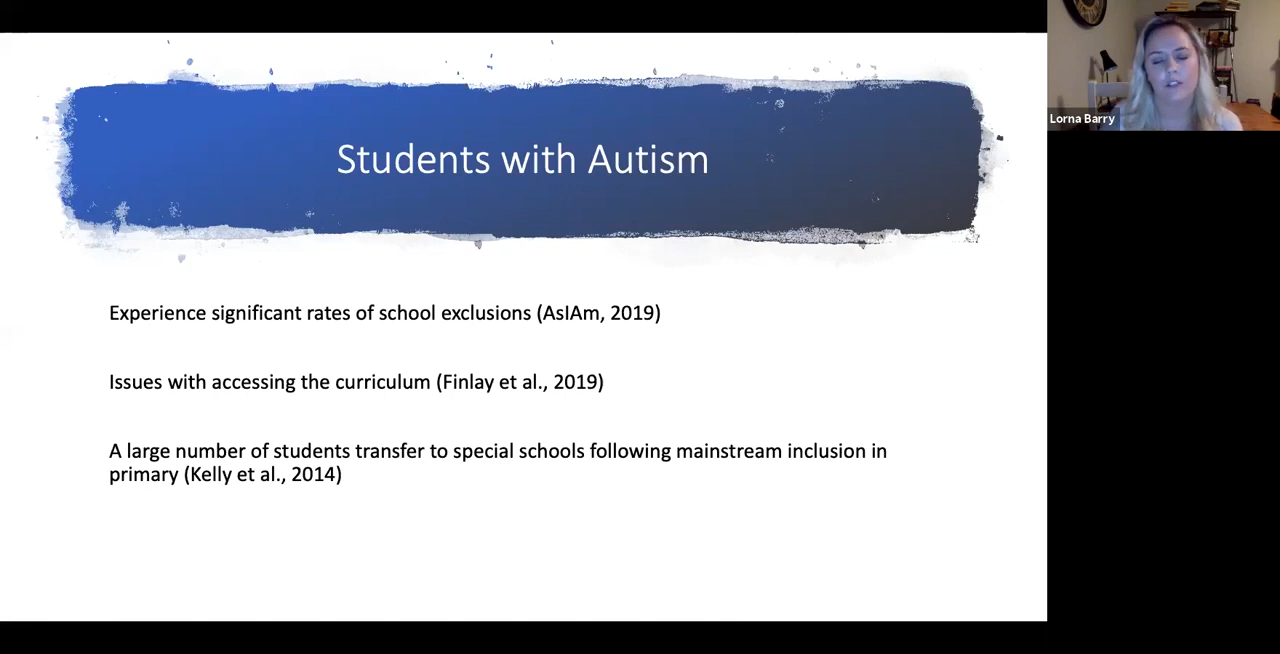 Students with Autism
Lorna Barry
Experience significant rates of school exclusions (AsIAm, 2019)
Issues with accessing the curriculum (Finlay et al., 2019)
A large number of students transfer to special schools following mainstream inclusion in
primary (Kelly et al., 2014)